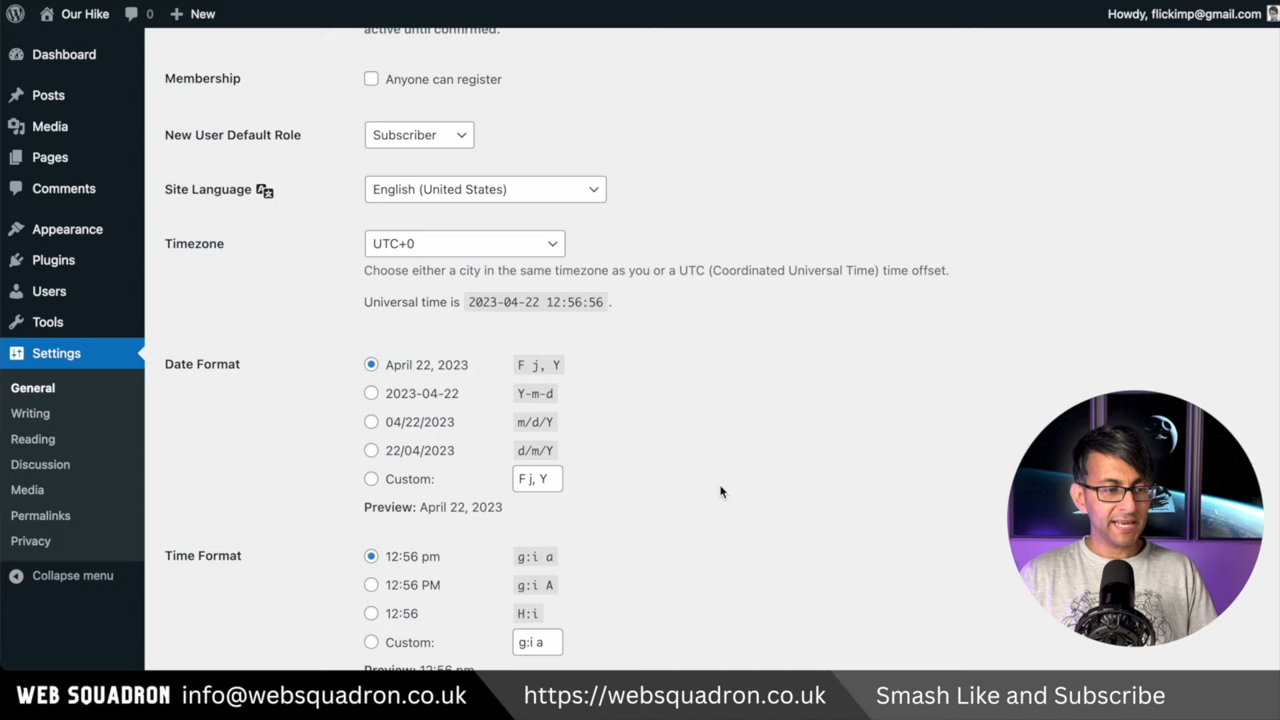 Our Hike 0 New Howdy, flickimp@gmail.com
Dashboard
Posts
Media
Pages
Comments
Appearance
Plugins
Users
Tools
Settings
General
Writing
Reading
Discussion
Media
Permalinks
Privacy
Collapse menu
active until confirmed.
Membership Anyone can register
New User Default Role Subscriber
Site Language English (United States)
Timezone UTC+0
Choose either a city in the same timezone as you or a UTC (Coordinated Universal Time) time offset.
Universal time is 2023-04-22 12:56:56 .
Date Format April 22, 2023 F j, Y
2023-04-22 Y-m-d
04/22/2023 m/d/Y
22/04/2023 d/m/Y
Custom: F j, Y
Preview: April 22, 2023
Time Format 12:56 pm g:i a
12:56 PM g:i A
12:56 H:i
Custom: g:i a
Preview: 12:56 pm
WEB SQUADRON info@websquadron.co.uk https://websquadron.co.uk Smash Like and Subscribe